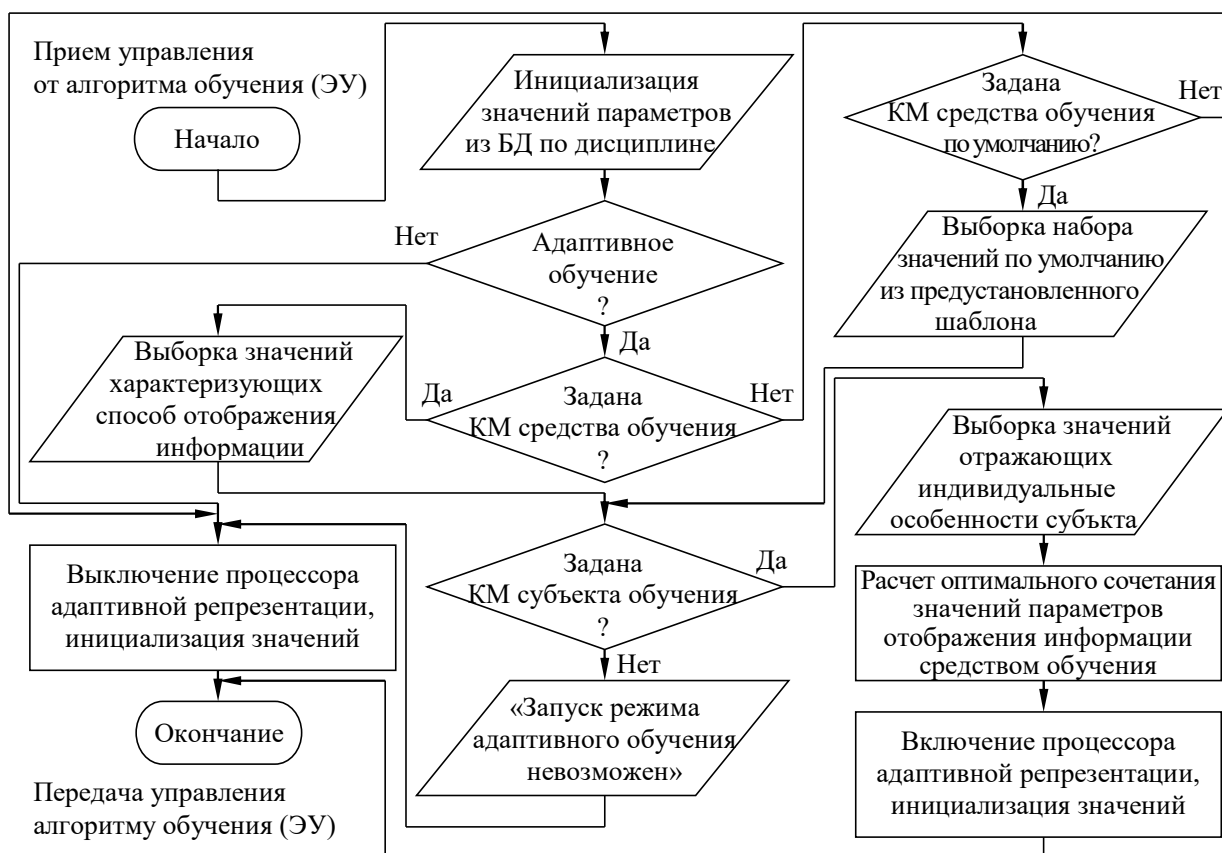 Прием управления
от алгоритма обучения (ЭУ)
Начало
Инициализация
значений параметров
из БД по дисциплине
Задана
КМ средства обучения
по умолчанию?
Нет
Да
Выборка набора
значений по умолчанию
из предустановленного
шаблона
Нет
Адаптивное
обучение
?
Да
Выборка значений
характеризующих
способ отображения
информации
Да
Задана
КМ средства обучения
?
Нет
Выборка значений
отражающих
индивидуальные
особенности субъкта
Выключение процессора
адаптивной репрезентации,
инициализация значений
Задана
КМ субъекта обучения
?
Да
Нет
Расчет оптимального сочетания
значений параметров
отображения информации
средством обучения
Окончание
«Запуск режима
адаптивного обучения
невозможен»
Включение процессора
адаптивной репрезентации,
инициализация значений
Передача управления
алгоритму обучения (ЭУ)